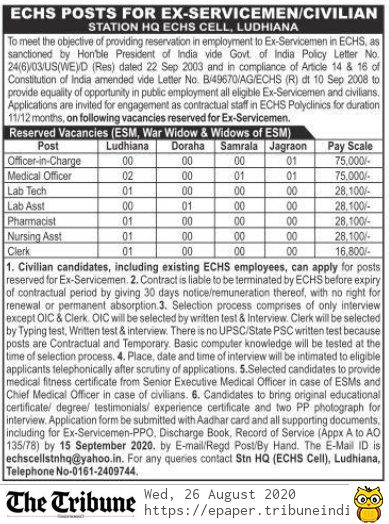 ECHS POSTS FOR EX-SERVICEMEN/CIVILIAN
STATION HQ ECHS CELL, LUDHIANA
To meet the objective of providing reservation in employment to Ex-Servicemen in ECHS, as
sanctioned by Hon'ble President of India vide Govt. of India Policy Letter No.
24(6)/03/US(WE)/D (Res) dated 22 Sep 2003 and in compliance of Article 14 & 16 of
Constitution of India amended vide Letter No. B/49670/AG/ECHS (R) dt 10 Sep 2008 to
provide equality of opportunity in public employment all eligible Ex-Servicemen and civilians.
Applications are invited for engagement as contractual staff in ECHS Polyclinics for duration
11/12 months, on following vacancies reserved for Ex-Servicemen.
Reserved Vacancies (ESM, War Widow & Widows of ESM)
Post Ludhiana Doraha Samrala Jagraon Pay Scale
Officer-in-Charge 00 00 00 01 75,000/-
Medical Officer 02 00 01 01 75,000/-
Lab Tech 01 00 00 00 28,100/-
Lab Asst 00 01 00 00 28,100/-
Pharmacist 01 00 00 00 28,100/-
Nursing Asst 01 00 00 00 28,100/-
Clerk 01 00 00 00 16,800/-
1. Civilian candidates, including existing ECHS employees, can apply for posts
reserved for Ex-Servicemen. 2. Contract is liable to be terminated by ECHS before expiry
of contractual period by giving 30 days notice/remuneration thereof, with no right for
renewal or permanent absorption.3. Selection process comprises of only interview
except OIC & Clerk. OIC will be selected by written test & Interview. Clerk will be selected
by Typing test, Written test & interview. There is no UPSC/State PSC written test because
posts are Contractual and Temporary. Basic computer knowledge will be tested at the
time of selection process. 4. Place, date and time of interview will be intimated to eligible
applicants telephonically after scrutiny of applications. 5.Selected candidates to provide
medical fitness certificate from Senior Executive Medical Officer in case of ESMs and
Chief Medical Officer in case of civilians. 6. Candidates to bring original educational
certificate/ degree/ testimonials/ experience certificate and two PP photograph for
interview. Application form be submitted with Aadhar card and all supporting documents,
including for Ex-Servicemen-PPO, Discharge Book, Record of Service (Appx A to AO
135/78) by 15 September 2020. by E-mail/Regd Post/By Hand. The E-Mail ID is
echscellstnhq@yahoo.in. For any queries contact Stn HQ (ECHS Cell), Ludhiana,
Telephone No-0161-2409744.
The Tribune
Wed, 26 August 2020
https://epaper.tribuneindi